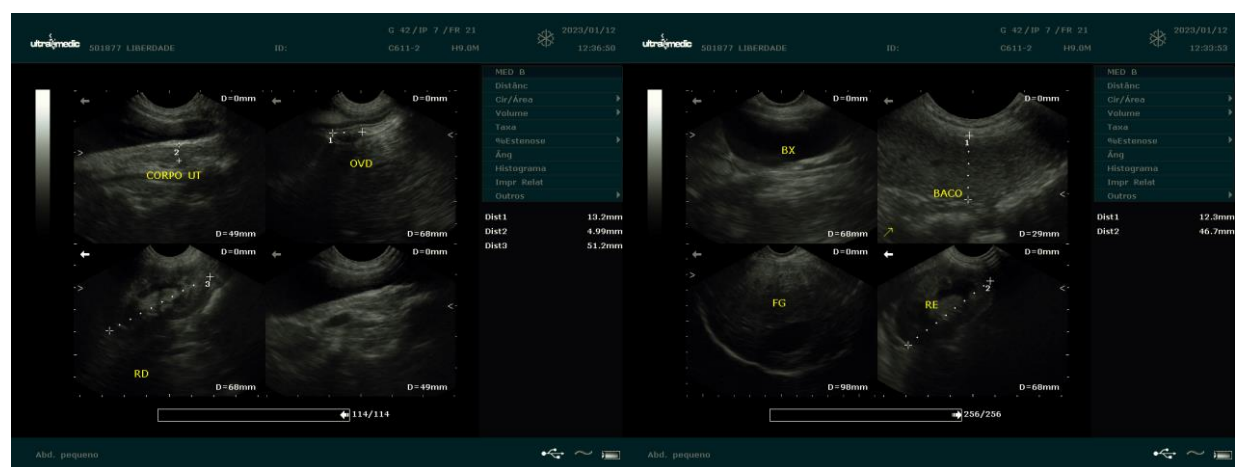 ultramedic 501877 LIBERDADE ID: G 42/IP 7 /FR 21 C611-2 H9.0M 2023/01/12 12:36:50
MED B
Distânc
Cir/Área
Volume
Taxa
%Estenose
Âng
Histograma
Impr Relat
Outros
Dist1 13.2mm
Dist2 4.99mm
Dist3 51.2mm
D=0mm
2
CORPO UT
D=49mm
D=0mm
1
OVD
D=68mm
D=0mm
3
RD
D=68mm
D=0mm
D=49mm
114/114
Abd. pequeno
ultramedic 501877 LIBERDADE ID: G 42/IP 7 /FR 21 C611-2 H9.0M 2023/01/12 12:33:53
MED B
Distânc
Cir/Área
Volume
Taxa
%Estenose
Âng
Histograma
Impr Relat
Outros
Dist1 12.3mm
Dist2 46.7mm
D=0mm
BX
D=68mm
D=0mm
1
BACO
D=29mm
D=0mm
FG
D=98mm
D=0mm
2
RE
D=68mm
256/256
Abd. pequeno